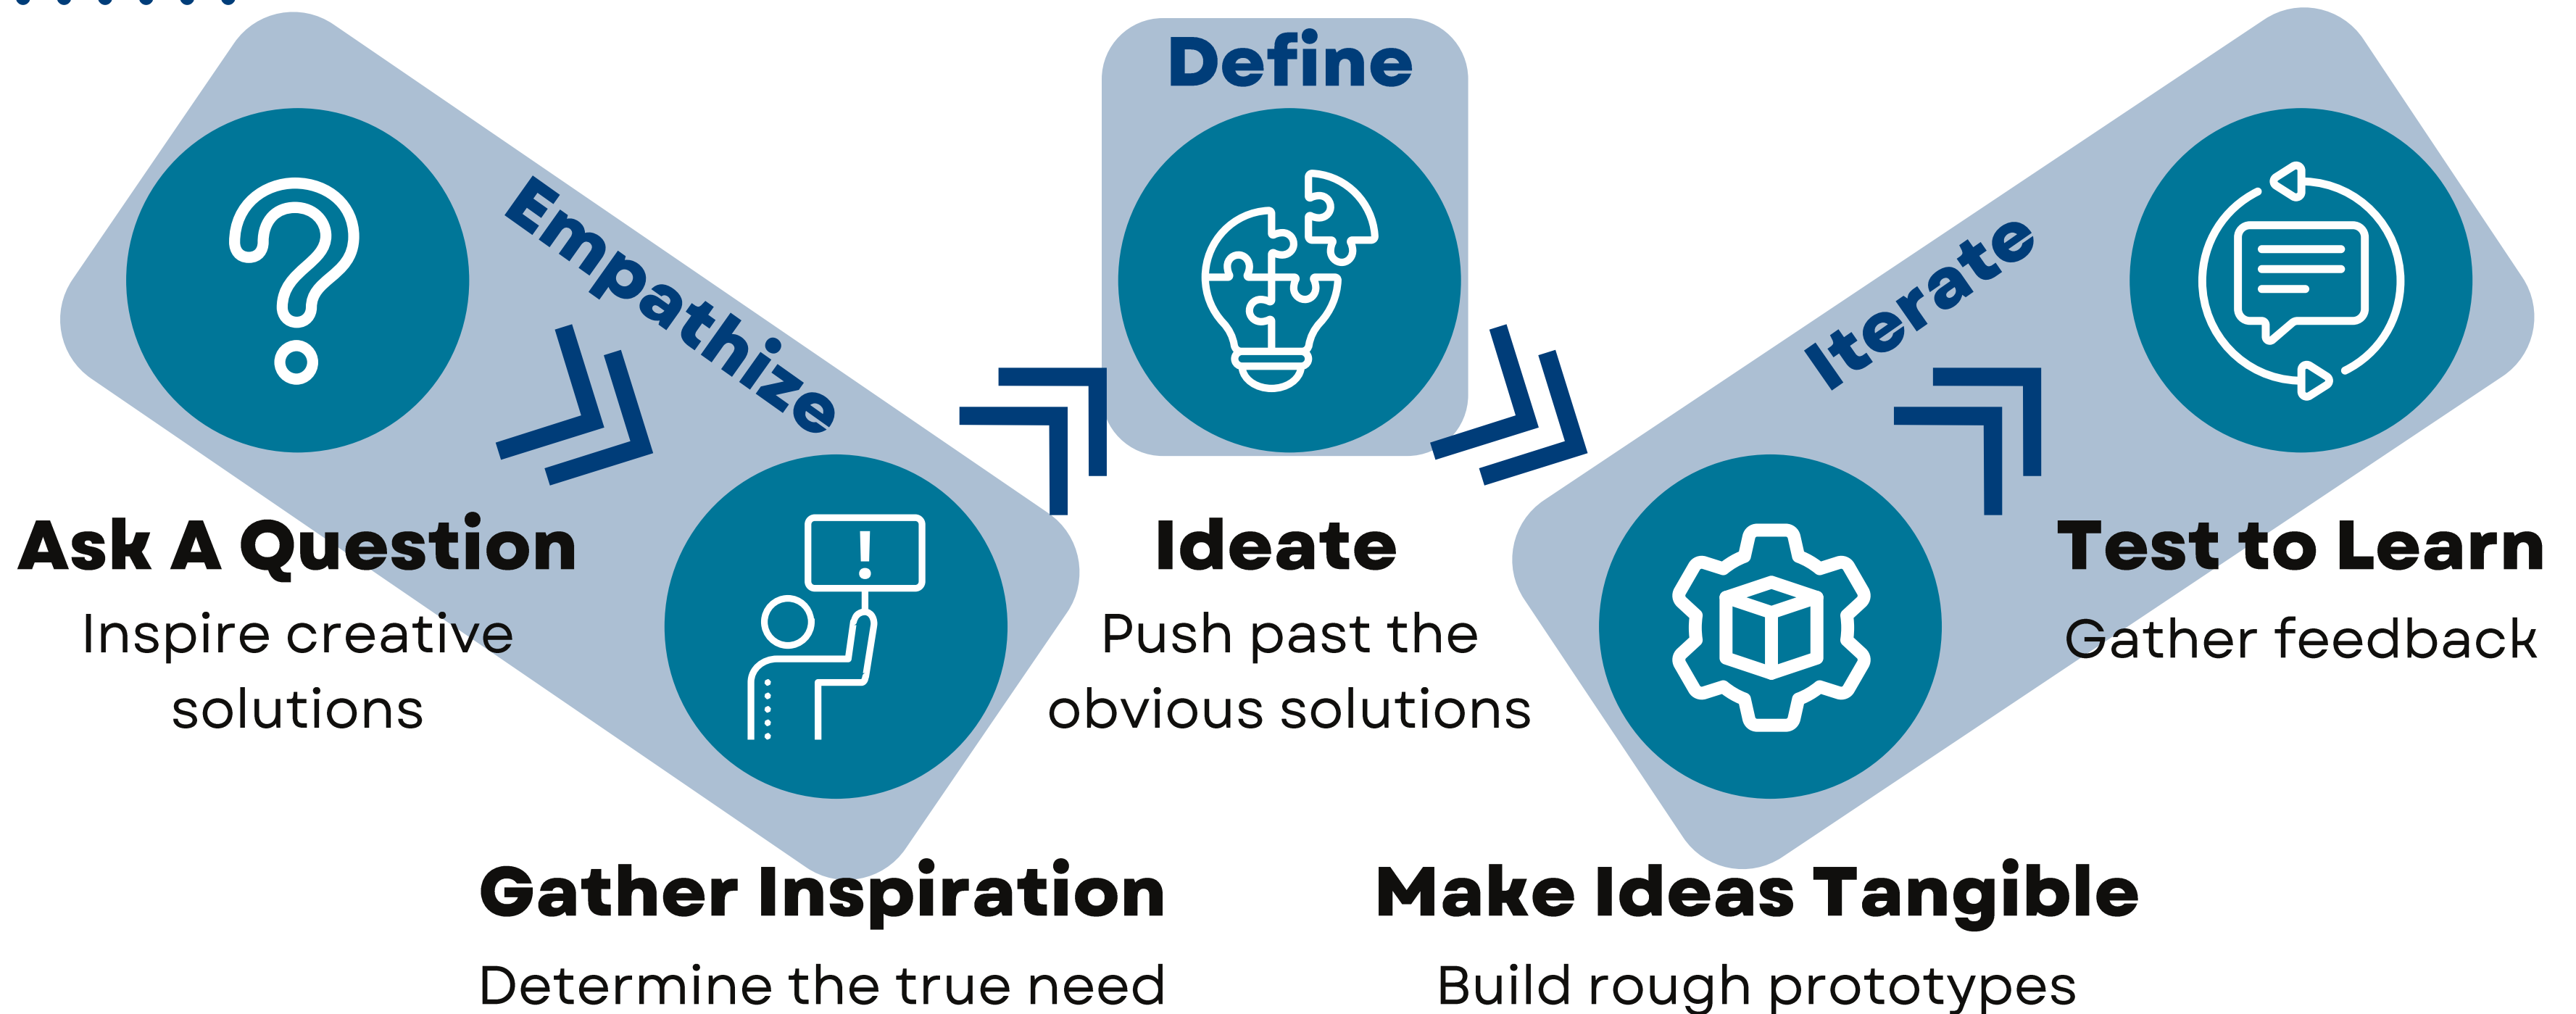 Empathize
Ask A Question
Inspire creative
solutions
!
Gather Inspiration
Determine the true need
Define
Ideate
Push past the
obvious solutions
Iterate
Make Ideas Tangible
Build rough prototypes
Test to Learn
Gather feedback